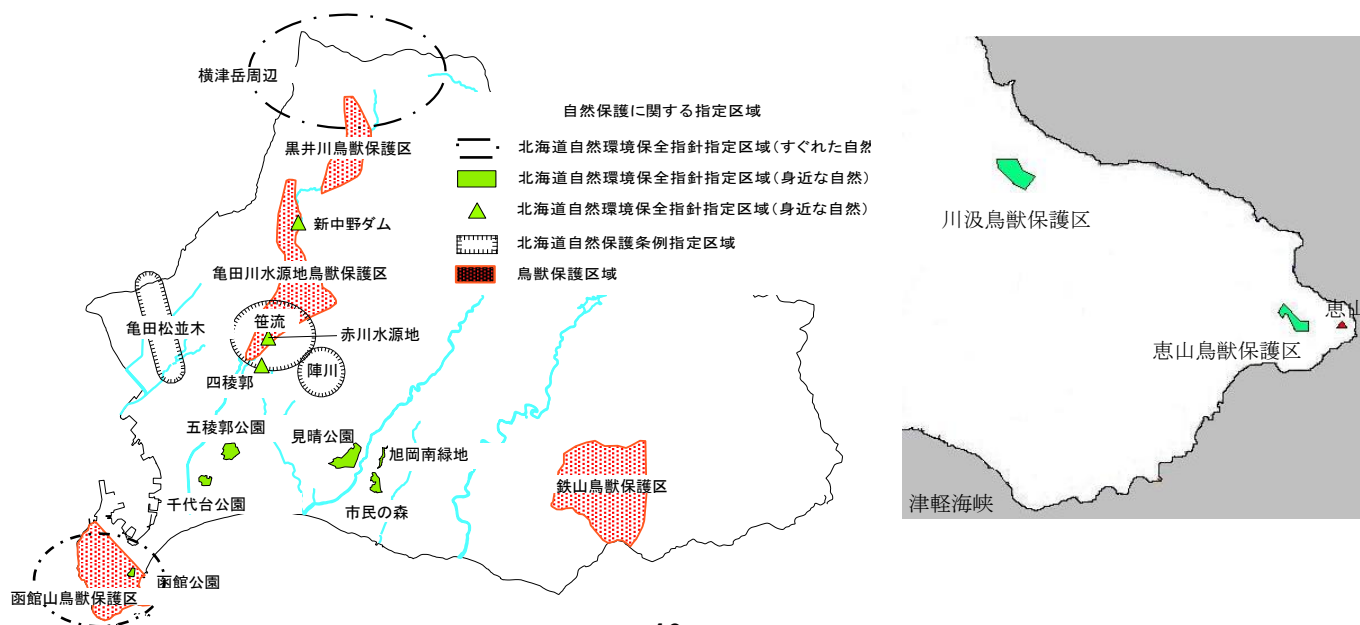 横津岳周辺
自然保護に関する指定区域
北海道自然環境保全指針指定区域(すぐれた自然
黒井川鳥獣保護区
北海道自然環境保全指針指定区域(身近な自然)
北海道自然環境保全指針指定区域(身近な自然)
新中野ダム
北海道自然保護条例指定区域
亀田川水源地鳥獣保護区
鳥獣保護区域
笹流
亀田松並木
赤川水源地
陣川
四稜郭
五稜郭公園
見晴公園
旭岡南緑地
千代台公園
市民の森
鉄山鳥獣保護区
函館公園
函館山鳥獣保護区
川汲鳥獣保護区
恵山
恵山鳥獣保護区
津軽海峡